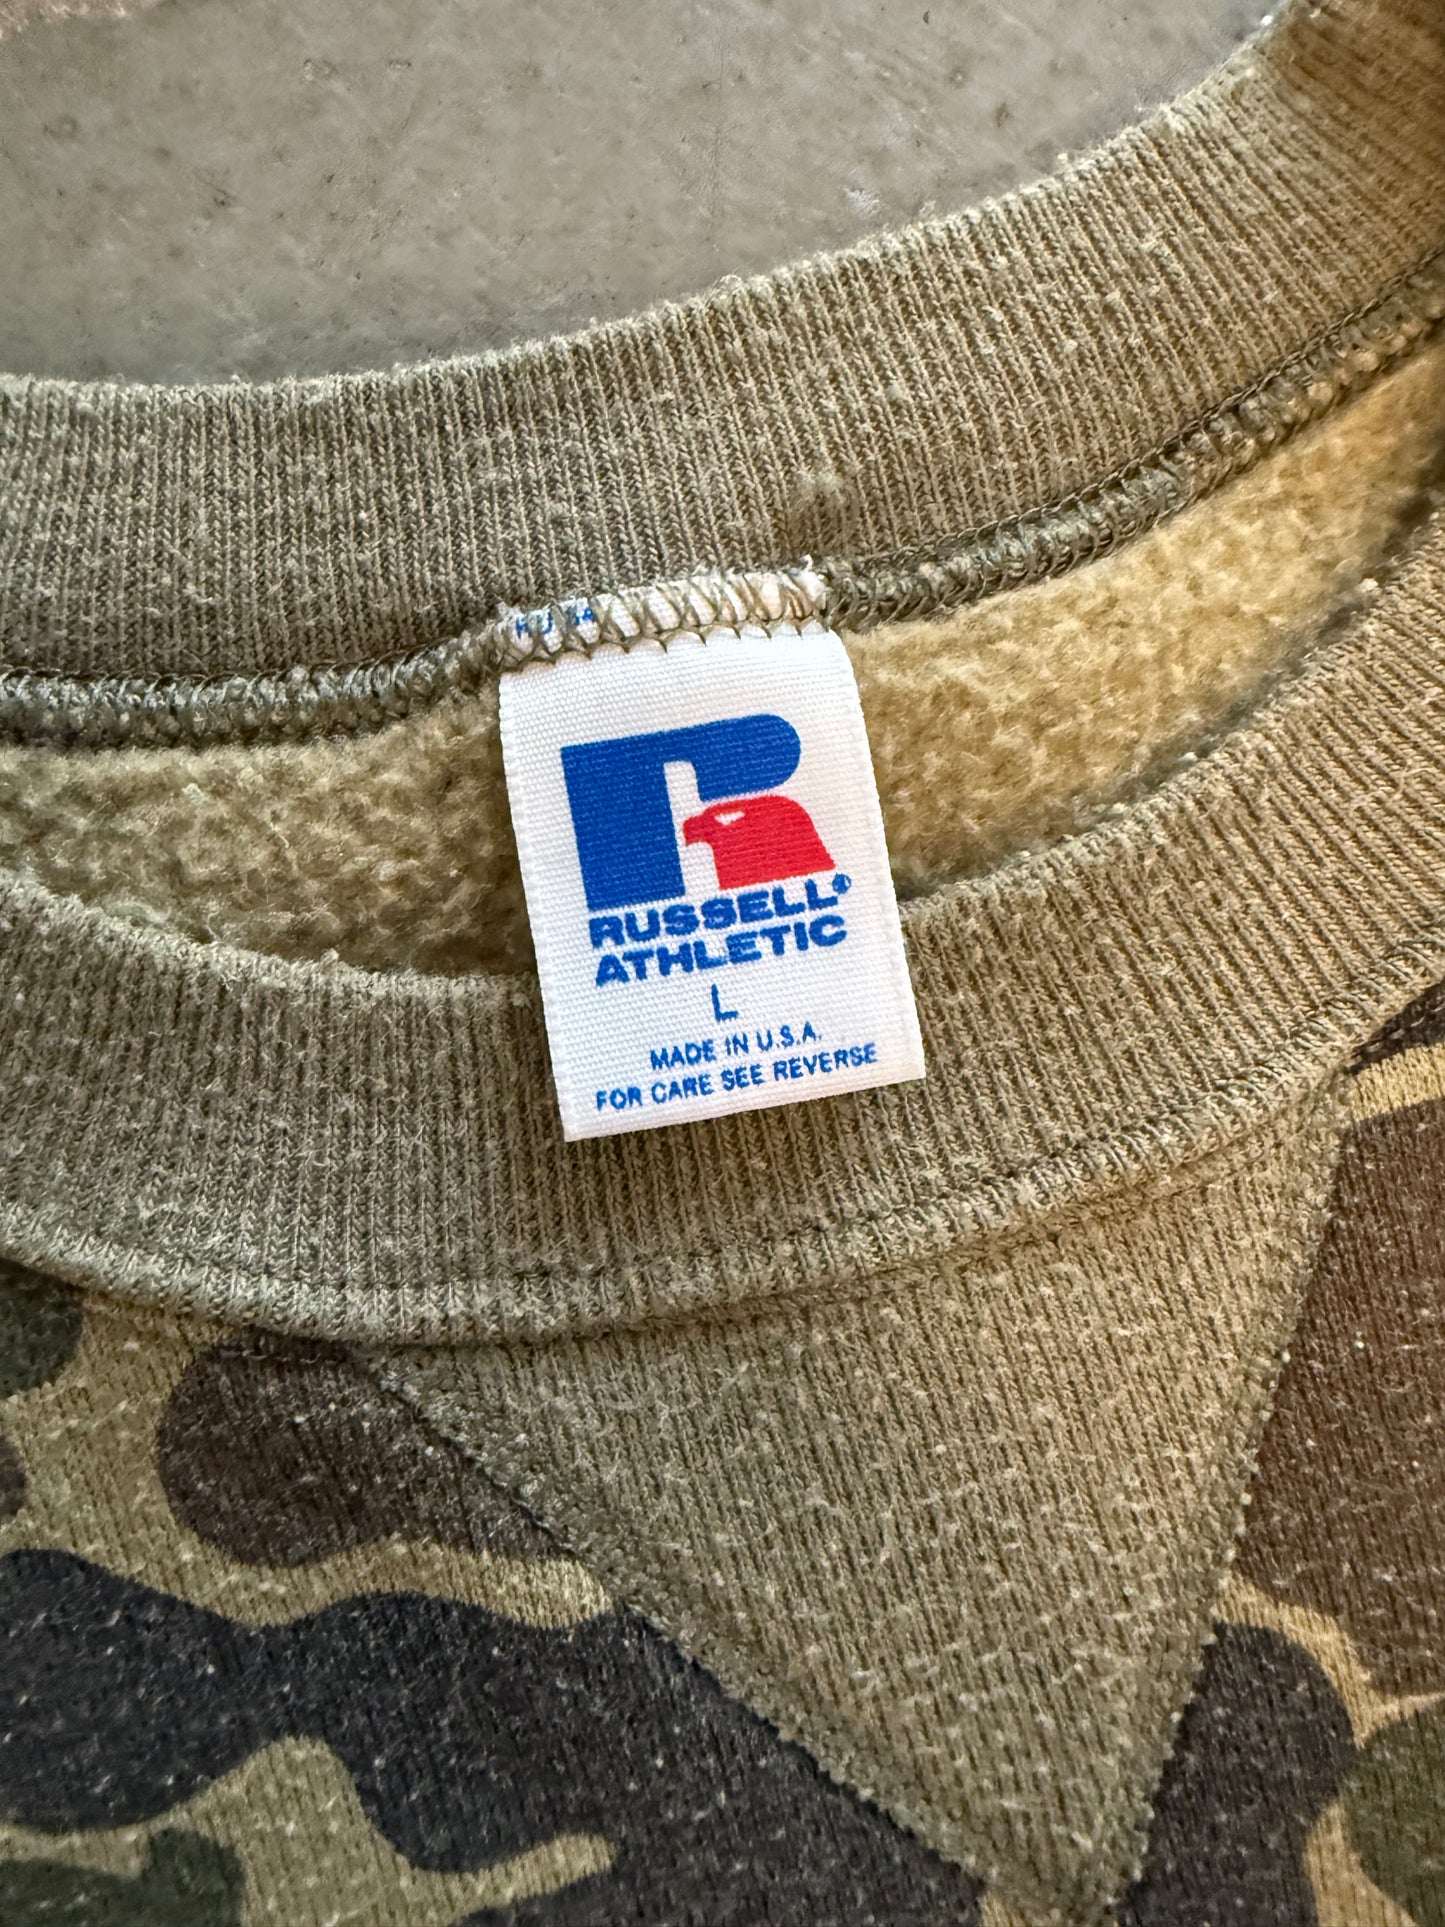 RUSSELL®
ATHLETIC
L
MADE IN U.S.A.
FOR CARE SEE REVERSE